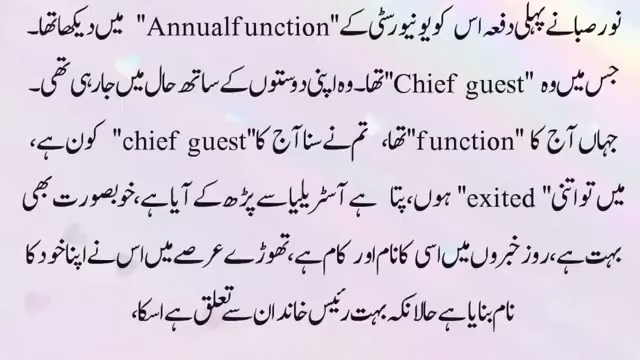 نور صبا نے پہلی دفعہ اس کو یونیورسٹی کے "Annualfunction" میں دیکھا تھا۔
جس میں وہ "Chief guest" تھا۔ وہ اپنی دوستوں کے ساتھ حال میں جا رہی تھی۔
جہاں آج کا "function" تھا، تم نے سنا آج کا "chief guest" کون ہے،
میں تو اتنی "exited" ہوں، پتا ہے آسٹریلیا سے پڑھ کے آیا ہے، خوبصورت بھی
بہت ہے، روز خبروں میں اسی کا نام اور کام ہے، تھوڑے عرصے میں اس نے اپنا خود کا
نام بنایا ہے حالانکہ بہت رئیس خاندان سے تعلق ہے اسکا،